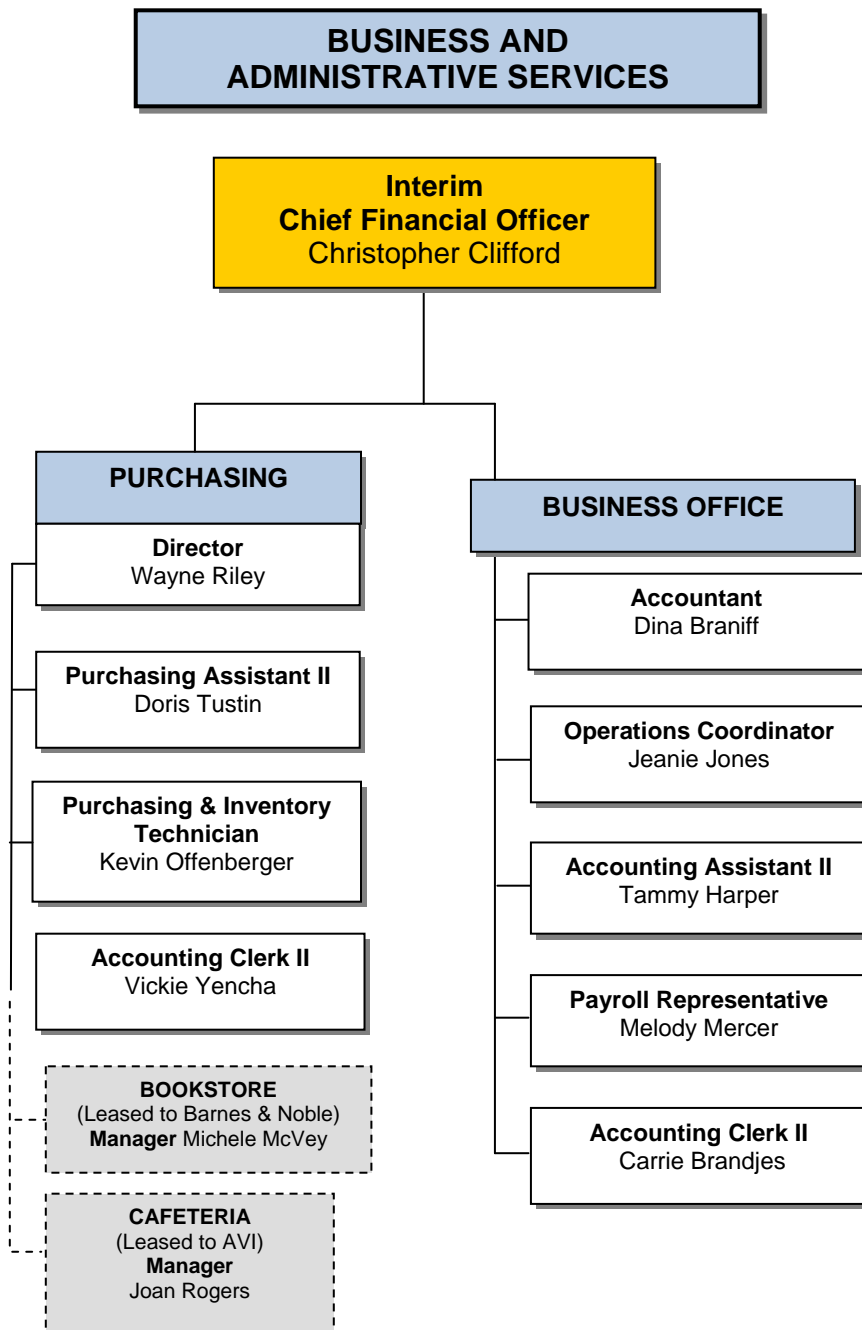 BUSINESS AND
ADMINISTRATIVE SERVICES
Interim
Chief Financial Officer
Christopher Clifford
PURCHASING
Director
Wayne Riley
Purchasing Assistant II
Doris Tustin
Purchasing & Inventory
Technician
Kevin Offenberger
Accounting Clerk II
Vickie Yencha
BOOKSTORE
(Leased to Barnes & Noble)
Manager Michele McVey
CAFETERIA
(Leased to AVI)
Manager
Joan Rogers
BUSINESS OFFICE
Accountant
Dina Braniff
Operations Coordinator
Jeanie Jones
Accounting Assistant II
Tammy Harper
Payroll Representative
Melody Mercer
Accounting Clerk II
Carrie Brandjes